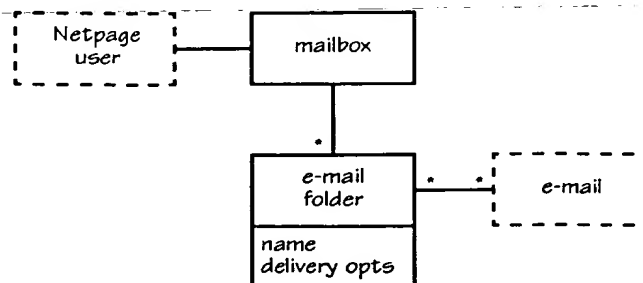 Netpage
user
mailbox
*
e-mail
folder
* *
e-mail
name
delivery opts